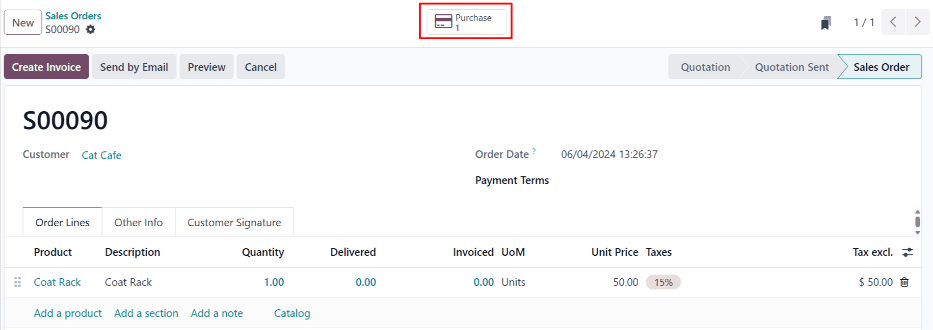 New Sales Orders Purchase
S00090 1 1 / 1
Create Invoice Send by Email Preview Cancel Quotation Quotation Sent Sales Order
S00090
Customer Cat Cafe Order Date ? 06/04/2024 13:26:37
Payment Terms
Order Lines Other Info Customer Signature
Product Description Quantity Delivered Invoiced UoM Unit Price Taxes Tax excl.
Coat Rack Coat Rack 1.00 0.00 0.00 Units 50.00 15% $ 50.00
Add a product Add a section Add a note Catalog